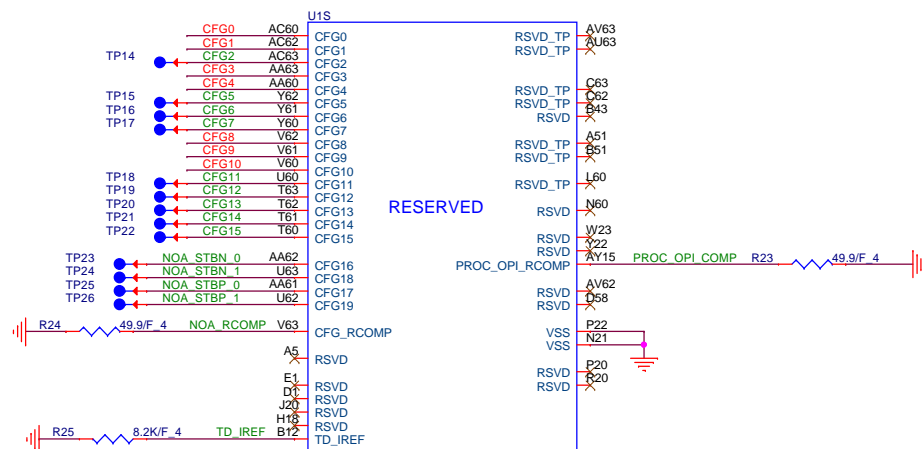 U1S
CFG0 AC60 CFG0 RSVD_TP AV63
CFG1 AC62 CFG1 RSVD_TP AU63
TP14 CFG2 AC63 CFG2
CFG3 AA63 CFG3
CFG4 AA60 CFG4 RSVD_TP C63
TP15 CFG5 Y62 CFG5 RSVD_TP C62
TP16 CFG6 Y61 CFG6 RSVD B43
TP17 CFG7 Y60 CFG7
CFG8 V62 CFG8 RSVD_TP A51
CFG9 V61 CFG9 RSVD_TP B51
CFG10 V60 CFG10
TP18 CFG11 U60 CFG11 RSVD_TP L60
TP19 CFG12 T63 CFG12
TP20 CFG13 T62 CFG13 RESERVED RSVD N60
TP21 CFG14 T61 CFG14
TP22 CFG15 T60 CFG15 RSVD W23
RSVD Y22
TP23 NOA_STBN_0 AA62 CFG16 PROC_OPI_RCOMP AY15 PROC_OPI_COMP R23 49.9/F_4
TP24 NOA_STBN_1 U63 CFG18
TP25 NOA_STBP_0 AA61 CFG17 RSVD AV62
TP26 NOA_STBP_1 U62 CFG19 RSVD D58
R24 49.9/F_4 NOA_RCOMP V63 CFG_RCOMP VSS P22
VSS N21
A5 RSVD
RSVD P20
E1 RSVD RSVD R20
D1 RSVD
J20 RSVD
H18 RSVD
R25 8.2K/F_4 TD_IREF B12 TD_IREF